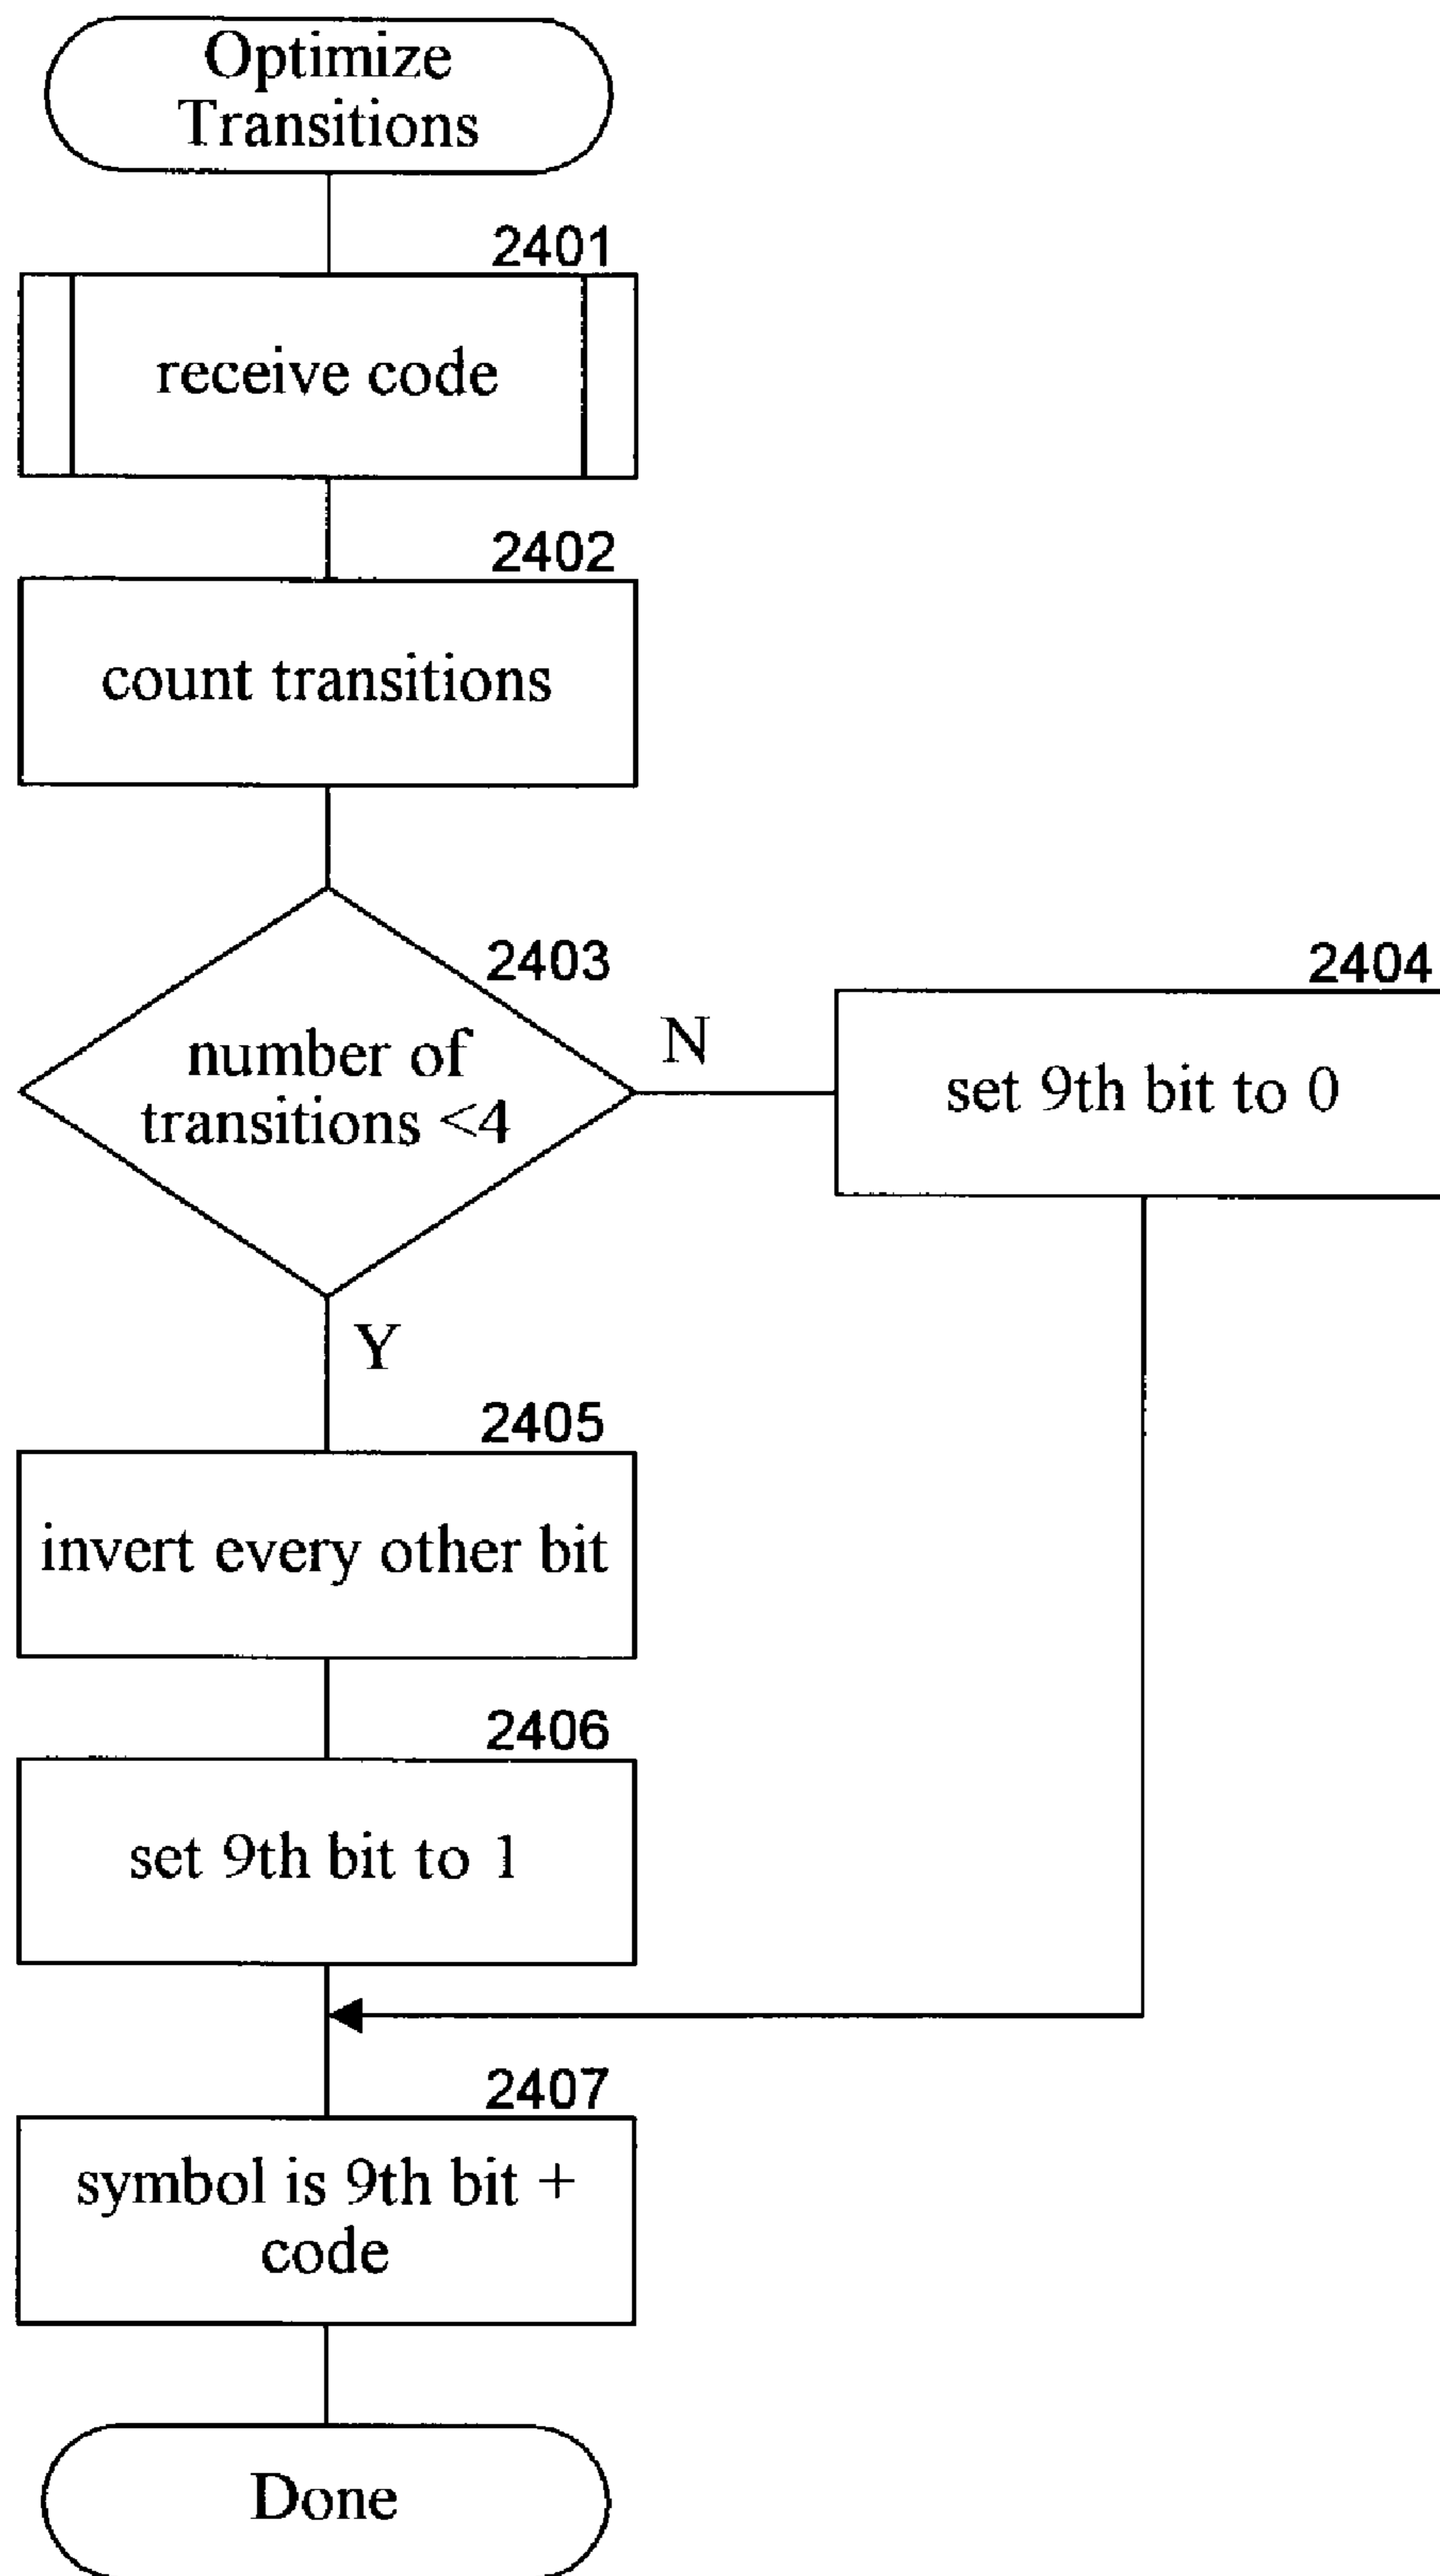 Optimize
Transitions
2401
receive code
2402
count transitions
2403
number of
transitions <4
N
2404
set 9th bit to 0
Y
2405
invert every other bit
2406
set 9th bit to 1
2407
symbol is 9th bit +
code
Done